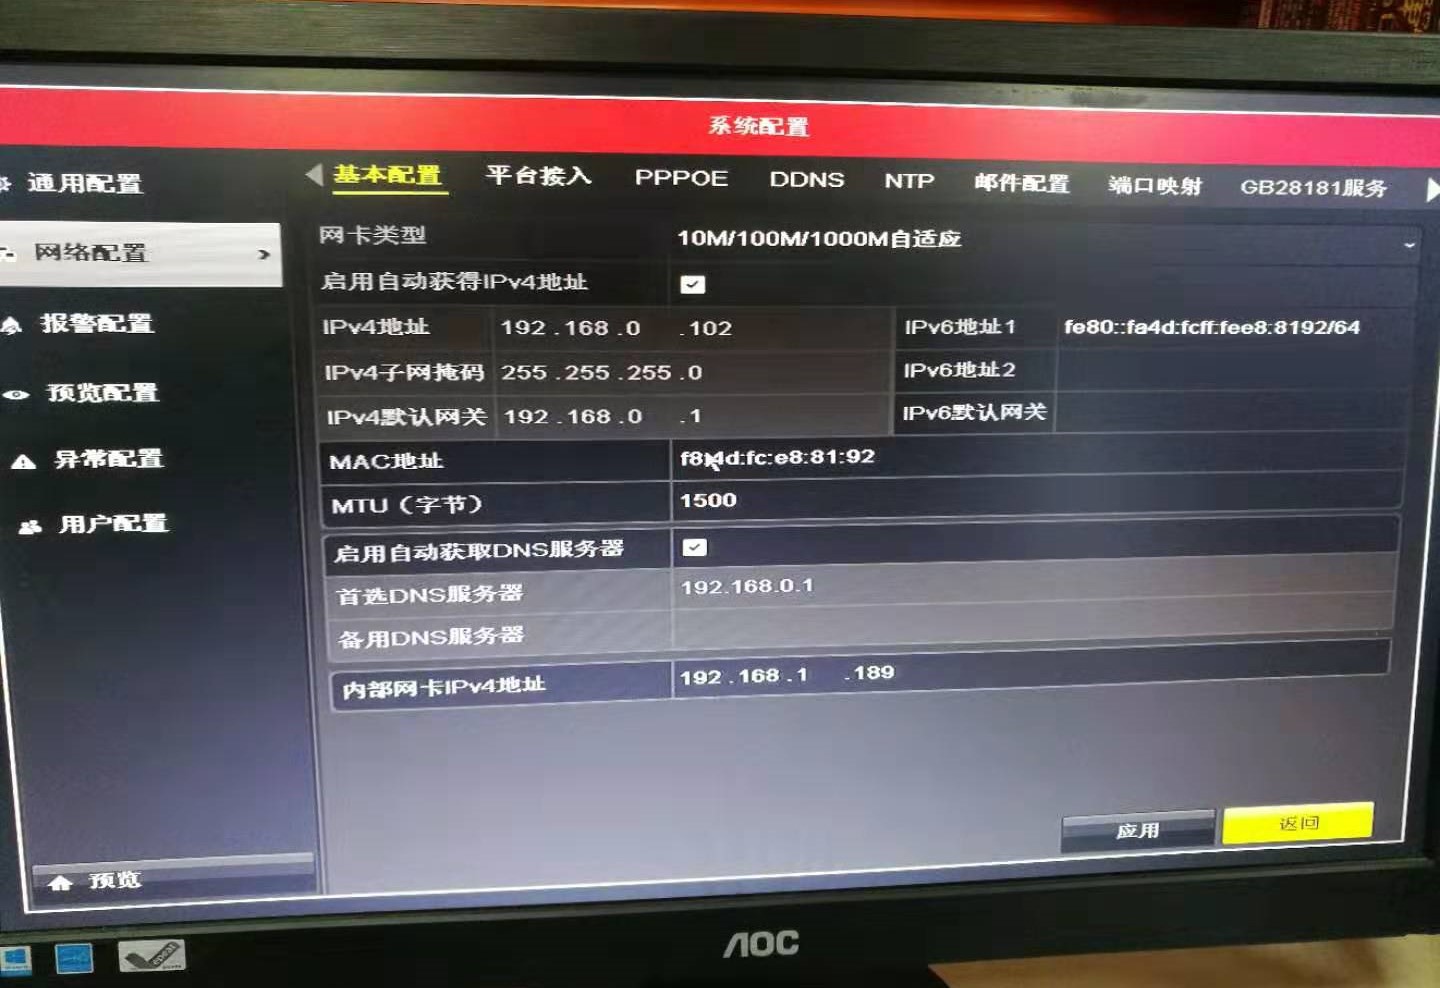 系统配置
通用配置
网络配置
报警配置
预览配置
异常配置
用户配置
预览
基本配置 平台接入 PPPOE DDNS NTP 邮件配置 端口映射 GB28181服务
网卡类型 10M/100M/1000M自适应
启用自动获得IPv4地址
IPv4地址 192.168.0.102 IPv6地址1 fe80::fa4d:fcff:fee8:8192/64
IPv4子网掩码 255.255.255.0 IPv6地址2
IPv4默认网关 192.168.0.1 IPv6默认网关
MAC地址 f8:4d:fc:e8:81:92
MTU（字节） 1500
启用自动获取DNS服务器
首选DNS服务器 192.168.0.1
备用DNS服务器
内部网卡IPv4地址 192.168.1.189
应用 返回
AOC
epeat